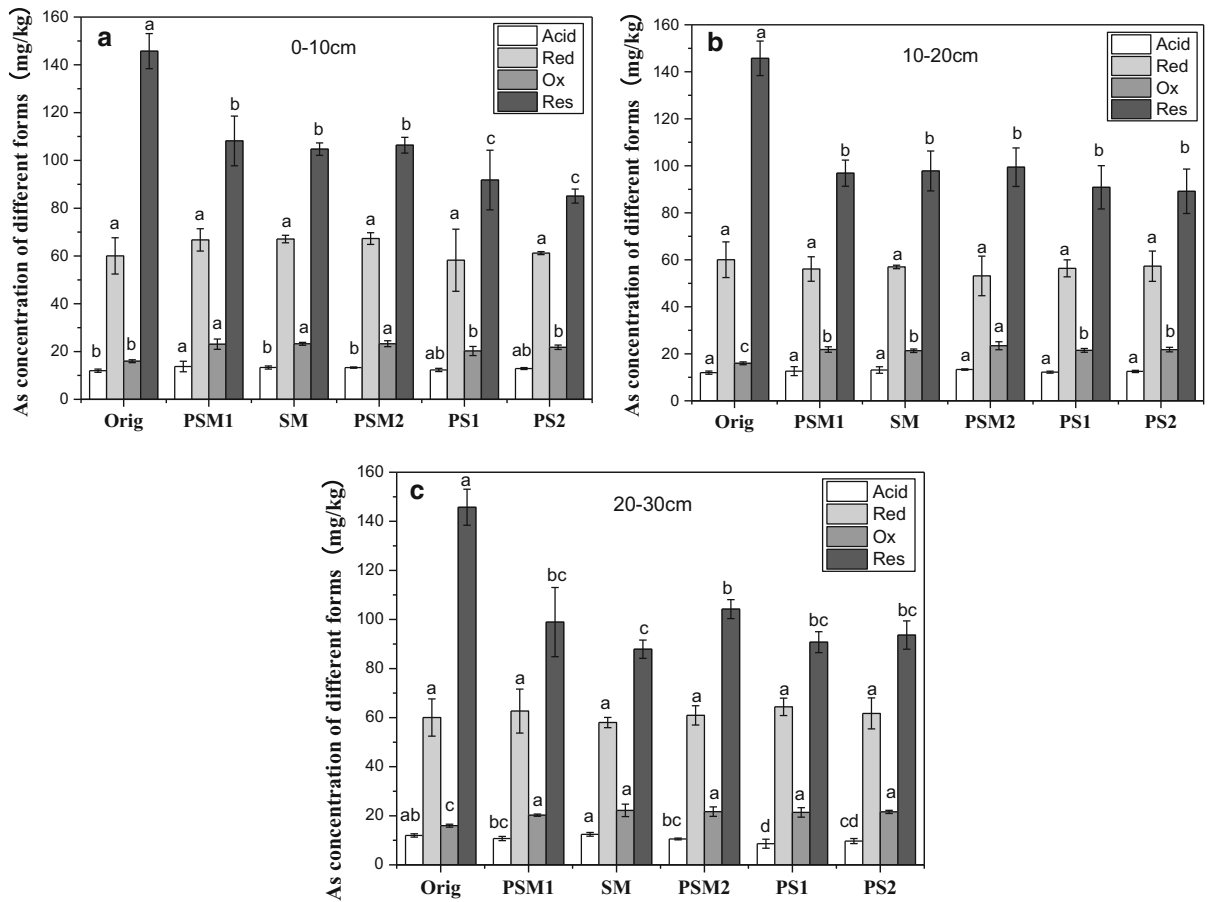 As concentration of different forms (mg/kg)
160
140
120
100
80
60
40
20
0
a
0-10cm
Acid
Red
Ox
Res
b a b a
a a a b
b a a b
b a a b
ab a b c
ab a a c
Orig PSM1 SM PSM2 PS1 PS2
As concentration of different forms (mg/kg)
160
140
120
100
80
60
40
20
0
b
10-20cm
Acid
Red
Ox
Res
a a c a
a a b b
a a b b
a a a b
a a b b
a a b b
Orig PSM1 SM PSM2 PS1 PS2
As concentration of different forms (mg/kg)
160
140
120
100
80
60
40
20
0
c
20-30cm
Acid
Red
Ox
Res
ab a c a
bc a a bc
a a a c
bc a a b
d a a bc
cd a a bc
Orig PSM1 SM PSM2 PS1 PS2